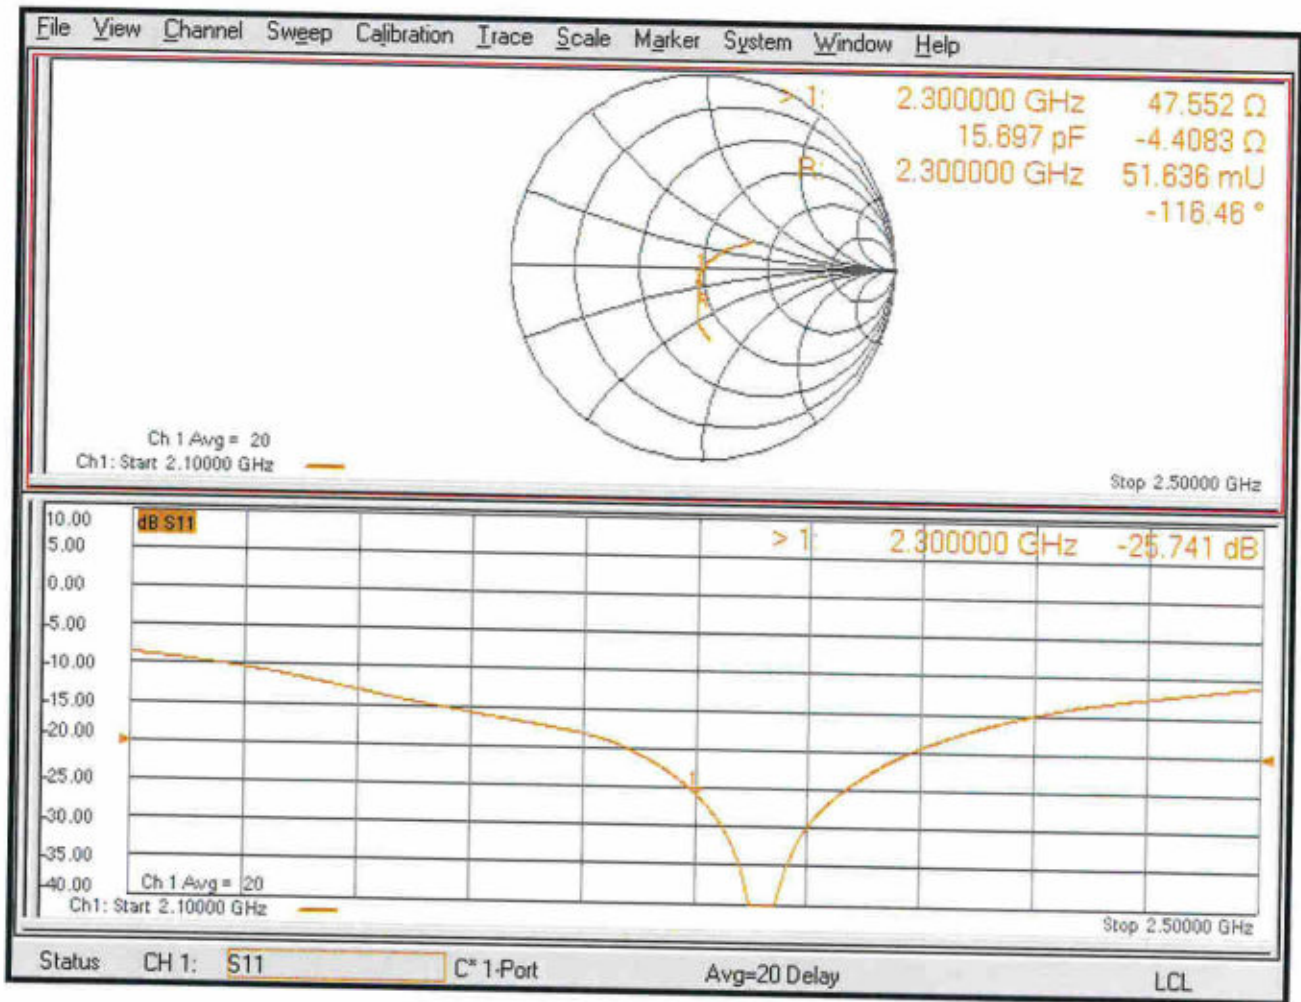 File View Channel Sweep Calibration Trace Scale Marker System Window Help
> 1: 2.300000 GHz 47.552 Ω
15.697 pF -4.4083 Ω
R: 2.300000 GHz 51.636 mU
-116.46 °
Ch 1 Avg = 20
Ch1: Start 2.10000 GHz
Stop 2.50000 GHz
10.00
dB S11
> 1: 2.300000 GHz -25.741 dB
5.00
0.00
-5.00
-10.00
-15.00
-20.00
-25.00
1
-30.00
-35.00
-40.00
Ch 1 Avg = 20
Ch1: Start 2.10000 GHz
Stop 2.50000 GHz
Status CH 1: S11 C* 1-Port Avg=20 Delay LCL